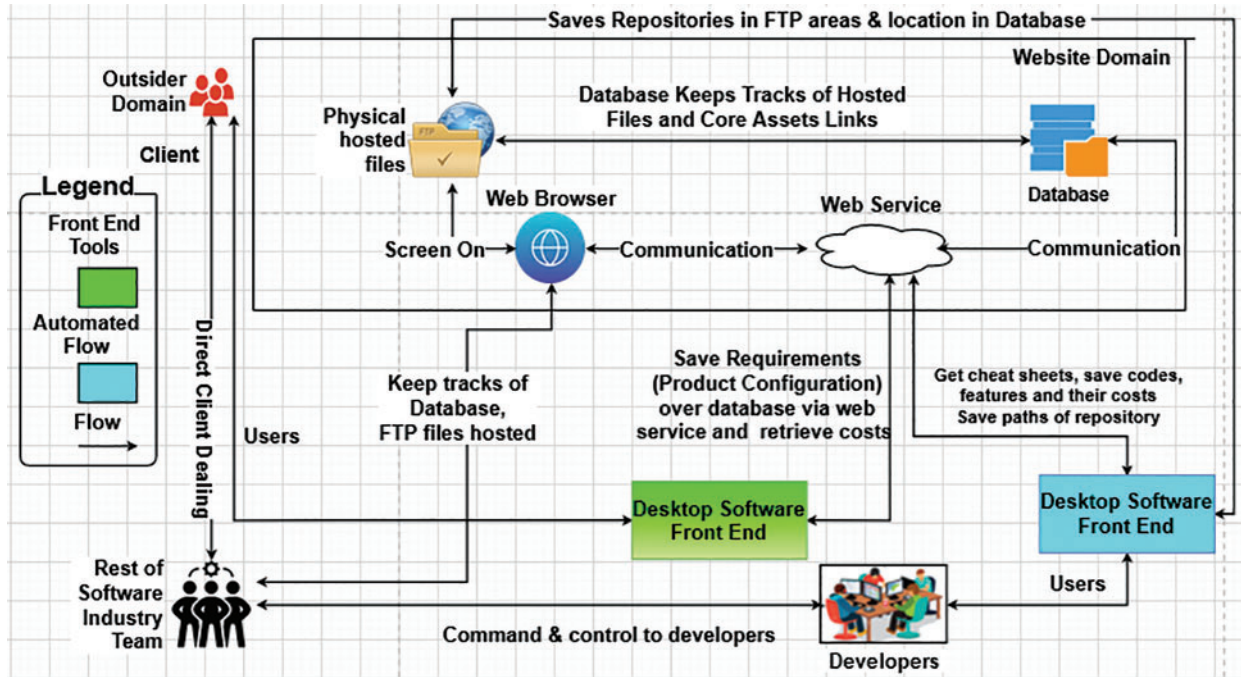 Saves Repositories in FTP areas & location in Database
Website Domain
Outsider
Domain
Client
Physical
hosted
files
FTP
Database Keeps Tracks of Hosted
Files and Core Assets Links
Database
Legend
Front End
Tools
Automated
Flow
Flow
Web Browser
Web Service
Screen On
Communication
Communication
Direct Client Dealing
Users
Keep tracks of
Database,
FTP files hosted
Save Requirements
(Product Configuration)
over database via web
service and retrieve costs
Get cheat sheets, save codes,
features and their costs
Save paths of repository
Desktop Software
Front End
Desktop Software
Front End
Rest of
Software
Industry
Team
Users
Command & control to developers
Developers